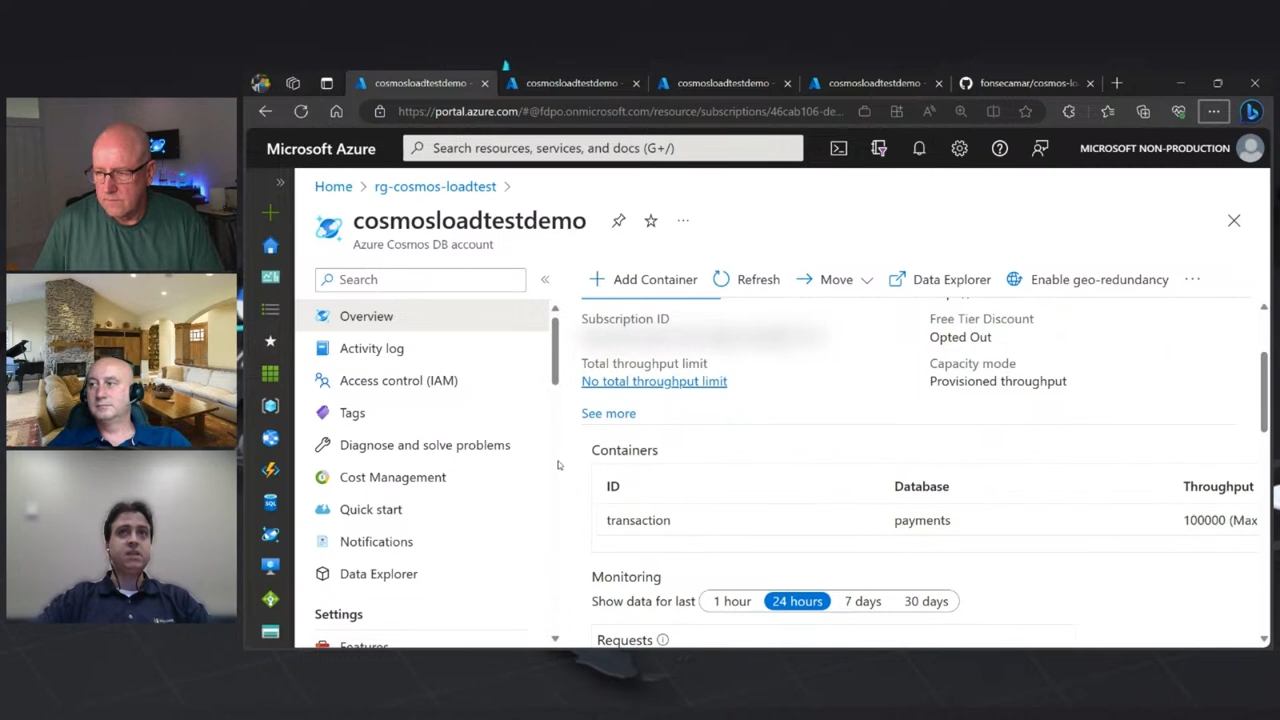 cosmosloadtestdemo
cosmosloadtestdemo
cosmosloadtestdemo
cosmosloadtestdemo
fonsecamar/cosmos-lo
https://portal.azure.com/#@fdpo.onmicrosoft.com/resource/subscriptions/46cab106-de...
Microsoft Azure
Search resources, services, and docs (G+/)
MICROSOFT NON-PRODUCTION
Home > rg-cosmos-loadtest >
cosmosloadtestdemo
Azure Cosmos DB account
Search
Add Container
Refresh
Move
Data Explorer
Enable geo-redundancy
Overview
Activity log
Access control (IAM)
Tags
Diagnose and solve problems
Cost Management
Quick start
Notifications
Data Explorer
Settings
Features
Subscription ID
Free Tier Discount
Opted Out
Total throughput limit
No total throughput limit
Capacity mode
Provisioned throughput
See more
Containers
ID Database Throughput
transaction payments 100000 (Max
Monitoring
Show data for last 1 hour 24 hours 7 days 30 days
Requests